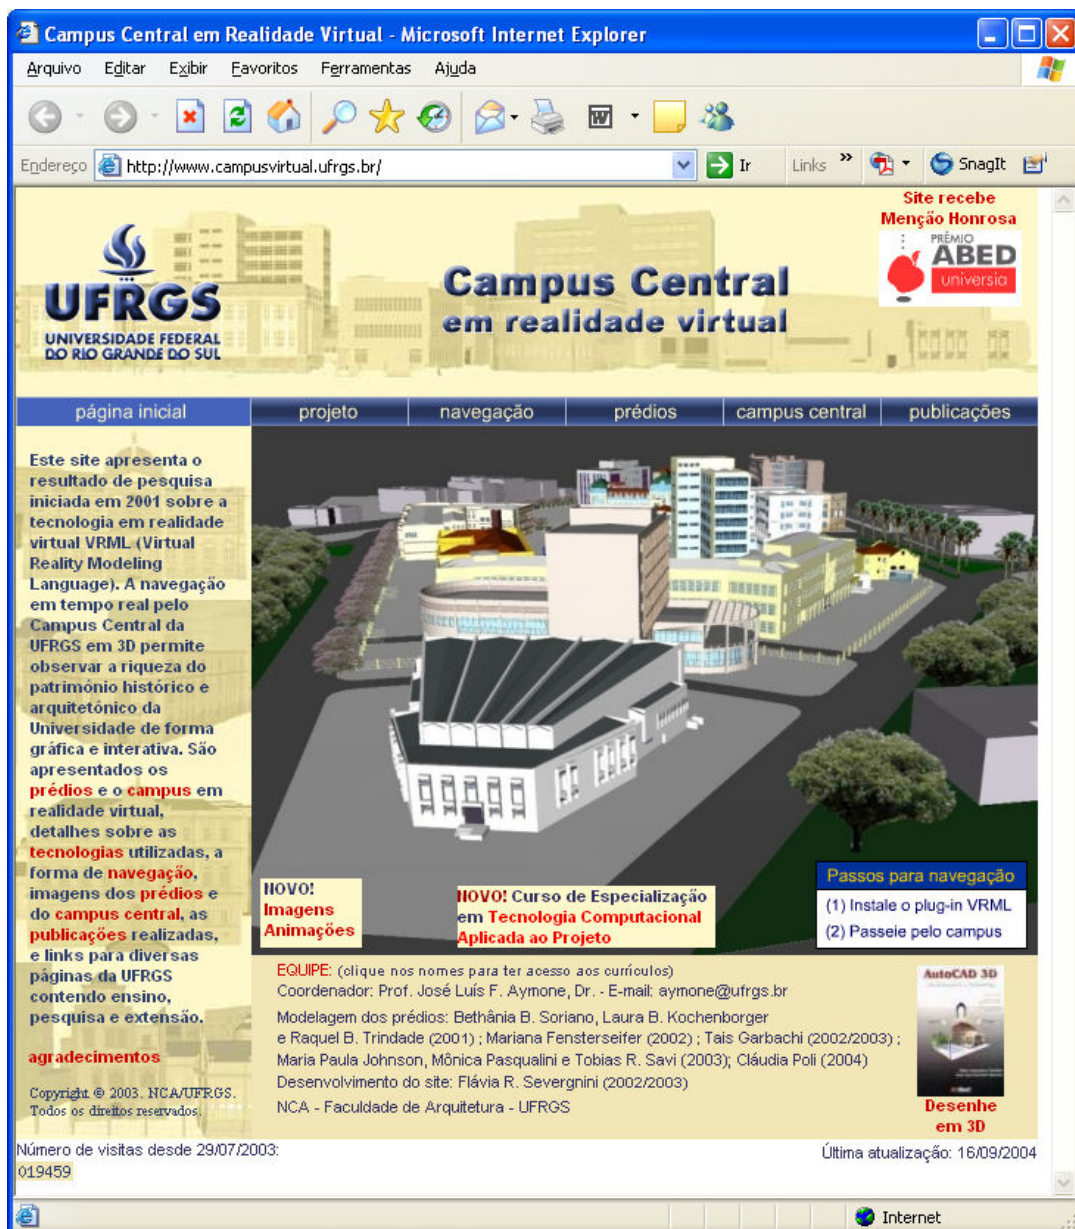 Campus Central em Realidade Virtual - Microsoft Internet Explorer
Arquivo Editar Exibir Favoritos Ferramentas Ajuda
Endereço http://www.campusvirtual.ufrgs.br/ Ir Links » SnagIt
Site recebe
Menção Honrosa
PRÊMIO
ABED
universia
UFRGS
UNIVERSIDADE FEDERAL
DO RIO GRANDE DO SUL
Campus Central
em realidade virtual
página inicial projeto navegação prédios campus central publicações
Este site apresenta o
resultado de pesquisa
iniciada em 2001 sobre a
tecnologia em realidade
virtual VRML (Virtual
Reality Modeling
Language). A navegação
em tempo real pelo
Campus Central da
UFRGS em 3D permite
observar a riqueza do
patrimônio histórico e
arquitetônico da
Universidade de forma
gráfica e interativa. São
apresentados os
prédios e o campus em
realidade virtual,
detalhes sobre as
tecnologias utilizadas, a
forma de navegação,
imagens dos prédios e
do campus central, as
publicações realizadas,
e links para diversas
páginas da UFRGS
contendo ensino,
pesquisa e extensão.
agradecimentos
Copyright © 2003. NCA/UFRGS.
Todos os direitos reservados.
NOVO!
Imagens
Animações
NOVO! Curso de Especialização
em Tecnologia Computacional
Aplicada ao Projeto
Passos para navegação
(1) Instale o plug-in VRML
(2) Passeie pelo campus
EQUIPE: (clique nos nomes para ter acesso aos currículos)
Coordenador: Prof. José Luís F. Aymone, Dr. - E-mail: aymone@ufrgs.br
Modelagem dos prédios: Bethânia B. Soriano, Laura B. Kochenborger
e Raquel B. Trindade (2001) ; Mariana Fensterseifer (2002) ; Tais Garbachi (2002/2003) ;
Maria Paula Johnson, Mônica Pasqualini e Tobias R. Savi (2003); Cláudia Poli (2004)
Desenvolvimento do site: Flávia R. Severgnini (2002/2003)
NCA - Faculdade de Arquitetura - UFRGS
AutoCAD 3D
Desenhe
em 3D
Número de visitas desde 29/07/2003:
019459
Última atualização: 16/09/2004
Internet